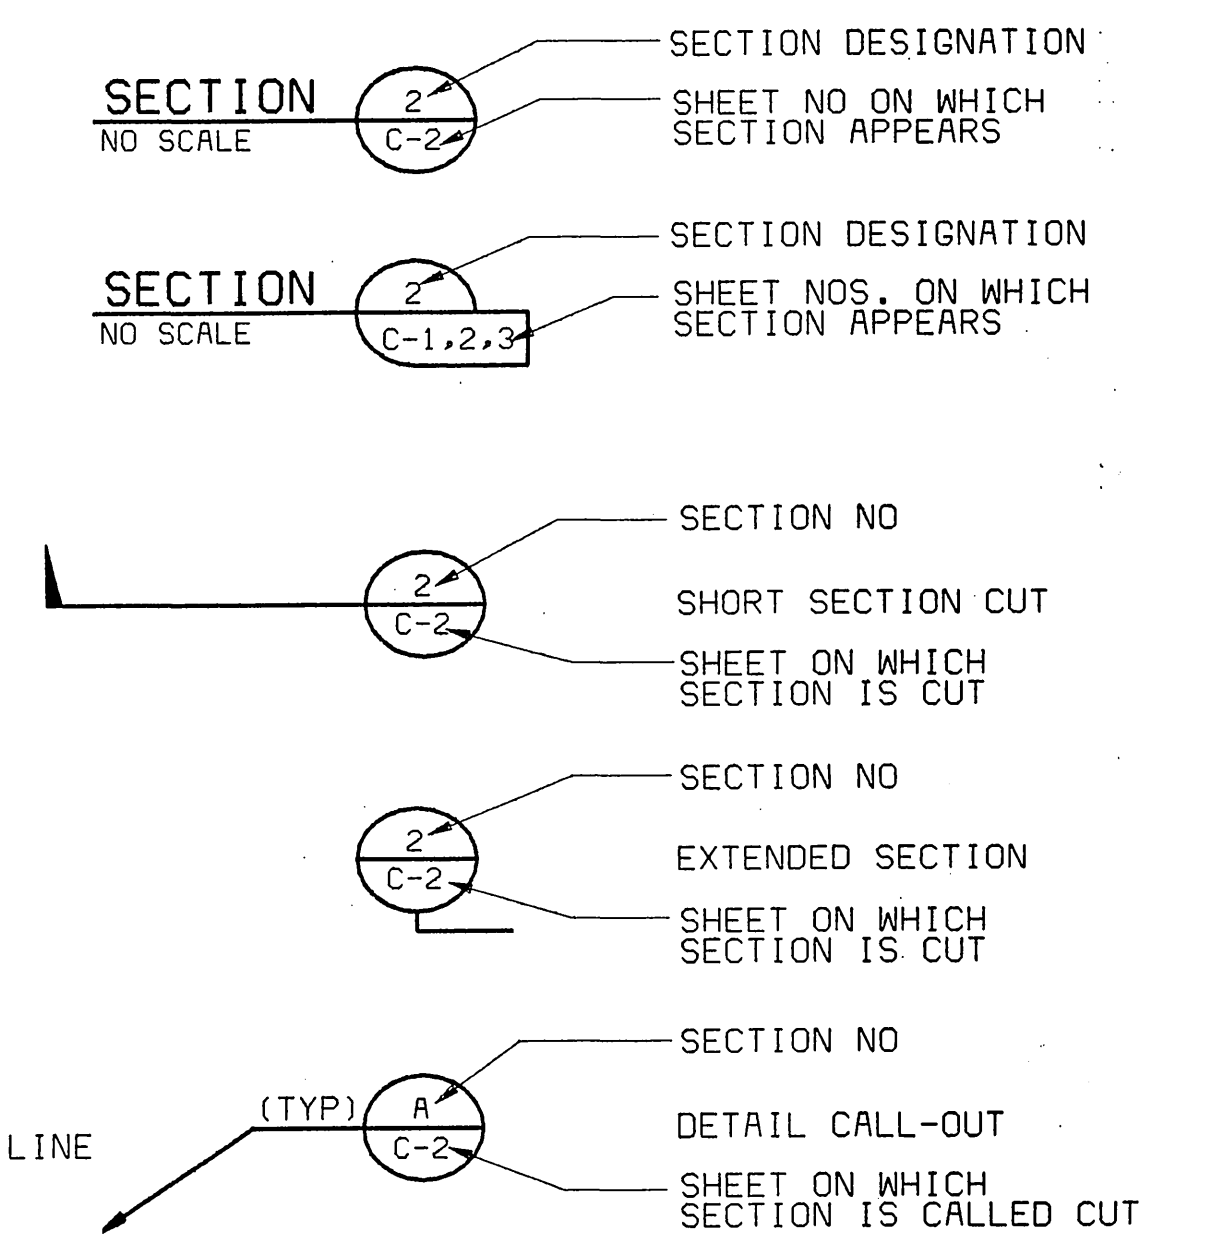 SECTION DESIGNATION
SECTION
2
SHEET NO ON WHICH
SECTION APPEARS
NO SCALE
C-2
SECTION DESIGNATION
SECTION
2
SHEET NOS. ON WHICH
SECTION APPEARS
NO SCALE
C-1,2,3
SECTION NO
2
SHORT SECTION CUT
C-2
SHEET ON WHICH
SECTION IS CUT
SECTION NO
2
EXTENDED SECTION
C-2
SHEET ON WHICH
SECTION IS CUT
SECTION NO
(TYP)
A
DETAIL CALL-OUT
LINE
C-2
SHEET ON WHICH
SECTION IS CALLED CUT